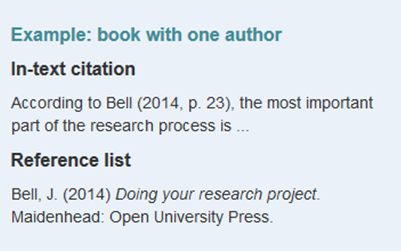 Example: book with one author
In-text citation
According to Bell (2014, p. 23), the most important
part of the research process is ...
Reference list
Bell, J. (2014) Doing your research project.
Maidenhead: Open University Press.